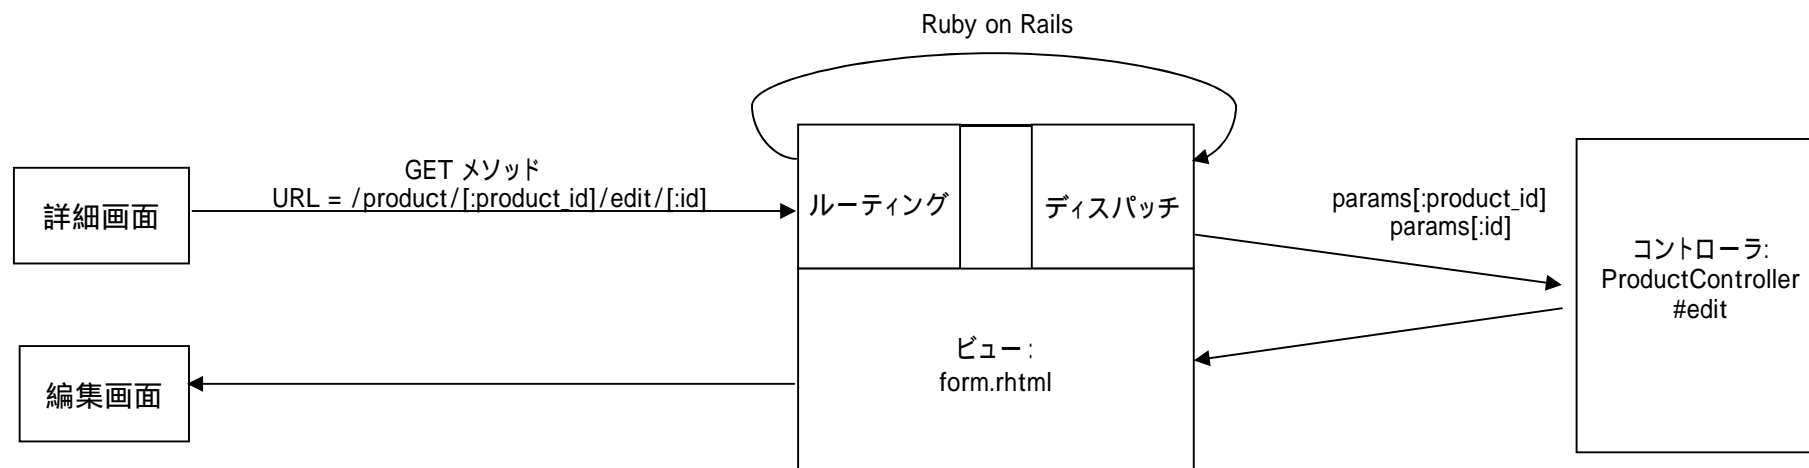 Ruby on Rails
詳細画面
GET メソッド
URL = /product/[:product_id]/edit/[:id]
ルーティング
ディスパッチ
params[:product_id]
params[:id]
コントローラ:
ProductController
#edit
ビュー:
form.rhtml
編集画面